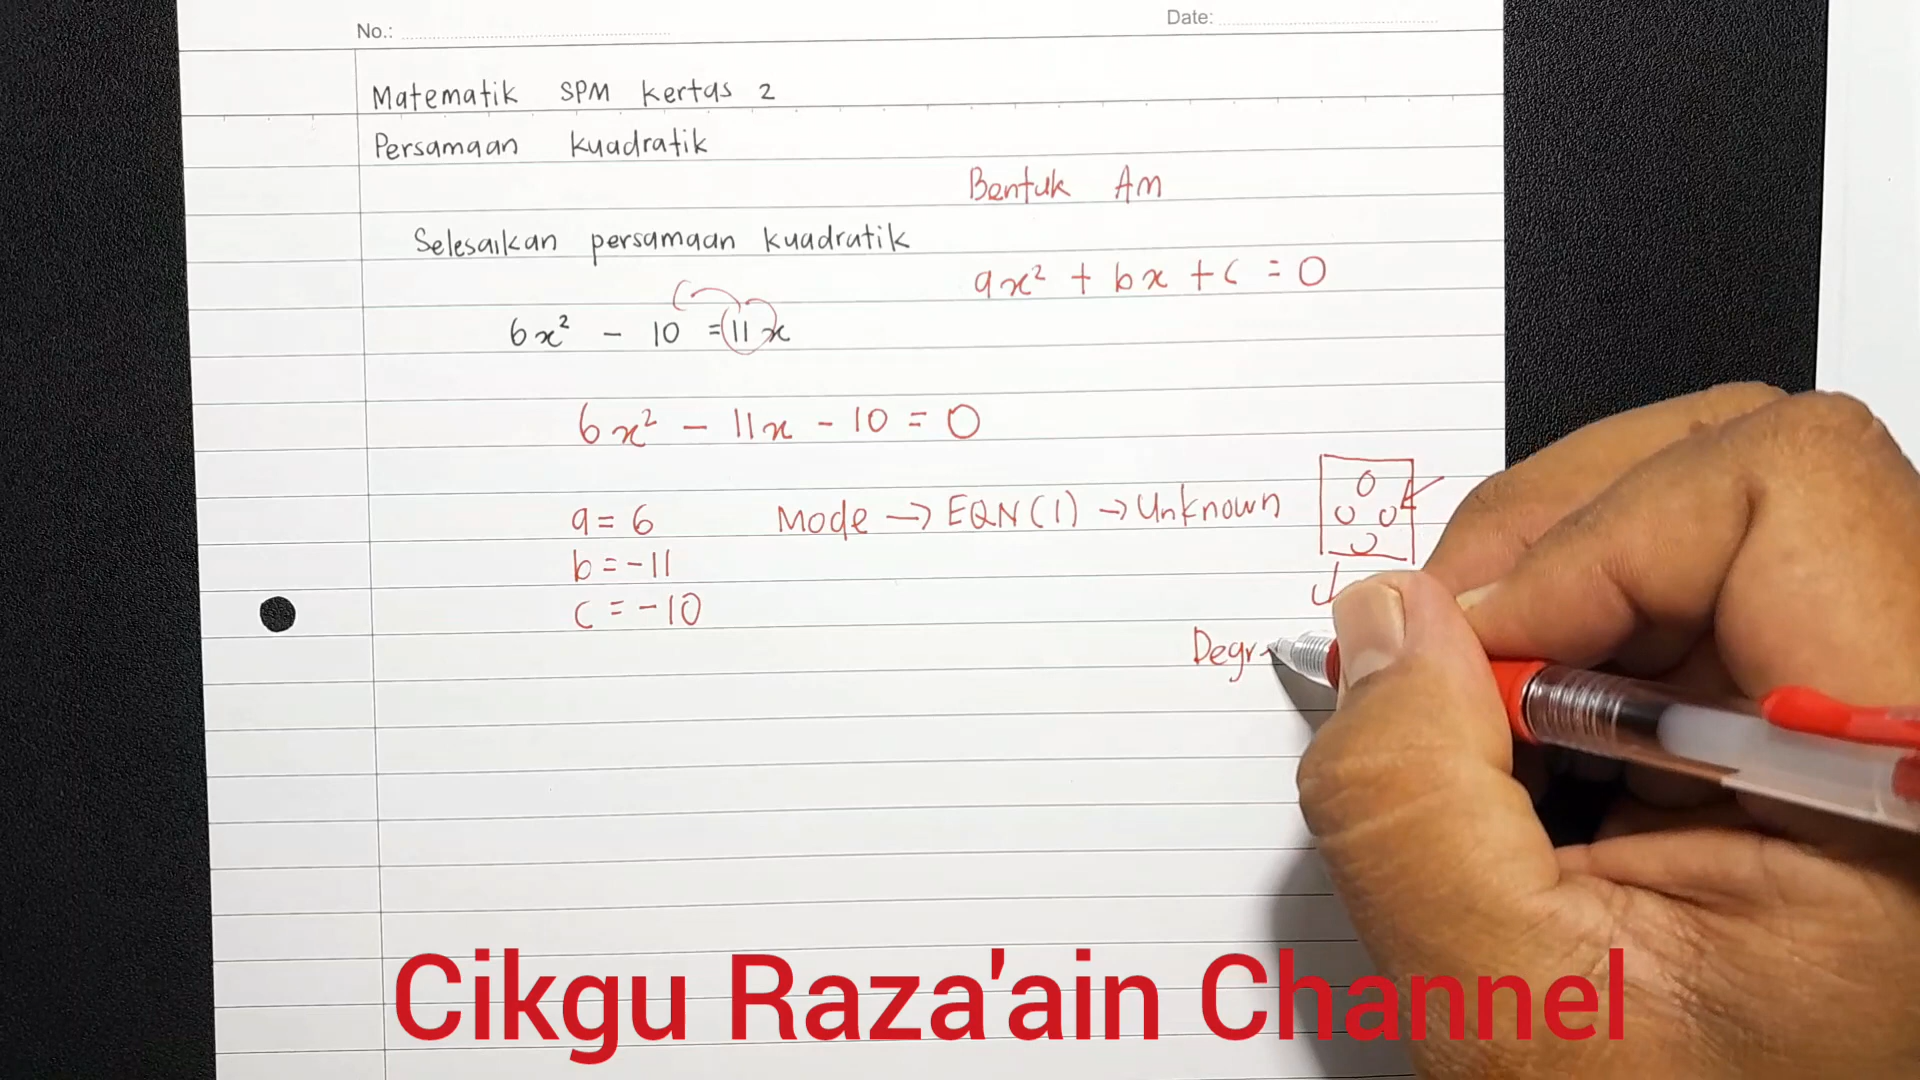 No.: Date:
Matematik SPM kertas 2
Persamaan kuadratik
Bentuk Am
Selesaikan persamaan kuadratik
ax² + bx + c = 0
6x² - 10 = 11x
6x² - 11x - 10 = 0
a = 6 Mode → EQN (1) → Unknown
b = -11
c = -10
Degr
Cikgu Raza'ain Channel